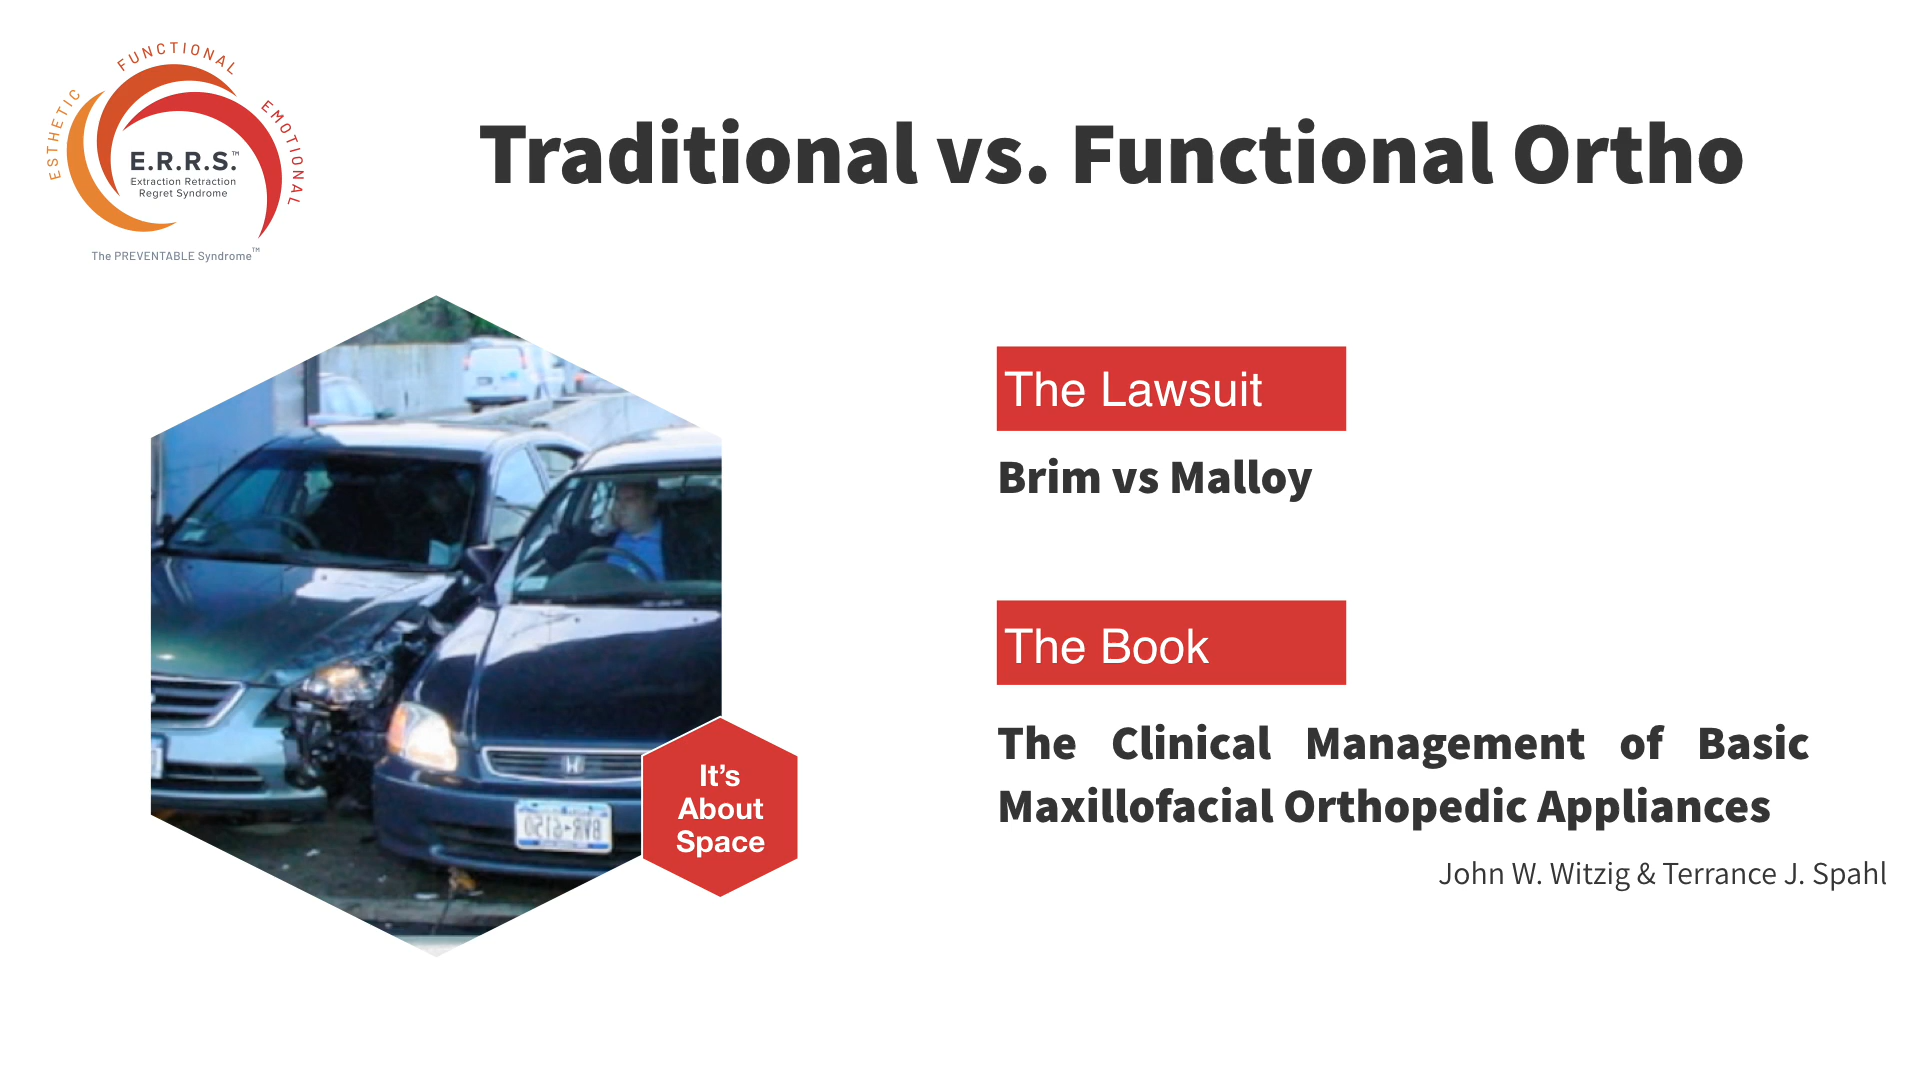 ESTHETIC
FUNCTIONAL
EMOTIONAL
E.R.R.S.™
Extraction Retraction
Regret Syndrome
The PREVENTABLE Syndrome™
Traditional vs. Functional Ortho
The Lawsuit
Brim vs Malloy
The Book
The Clinical Management of Basic
Maxillofacial Orthopedic Appliances
John W. Witzig & Terrance J. Spahl
It's
About
Space